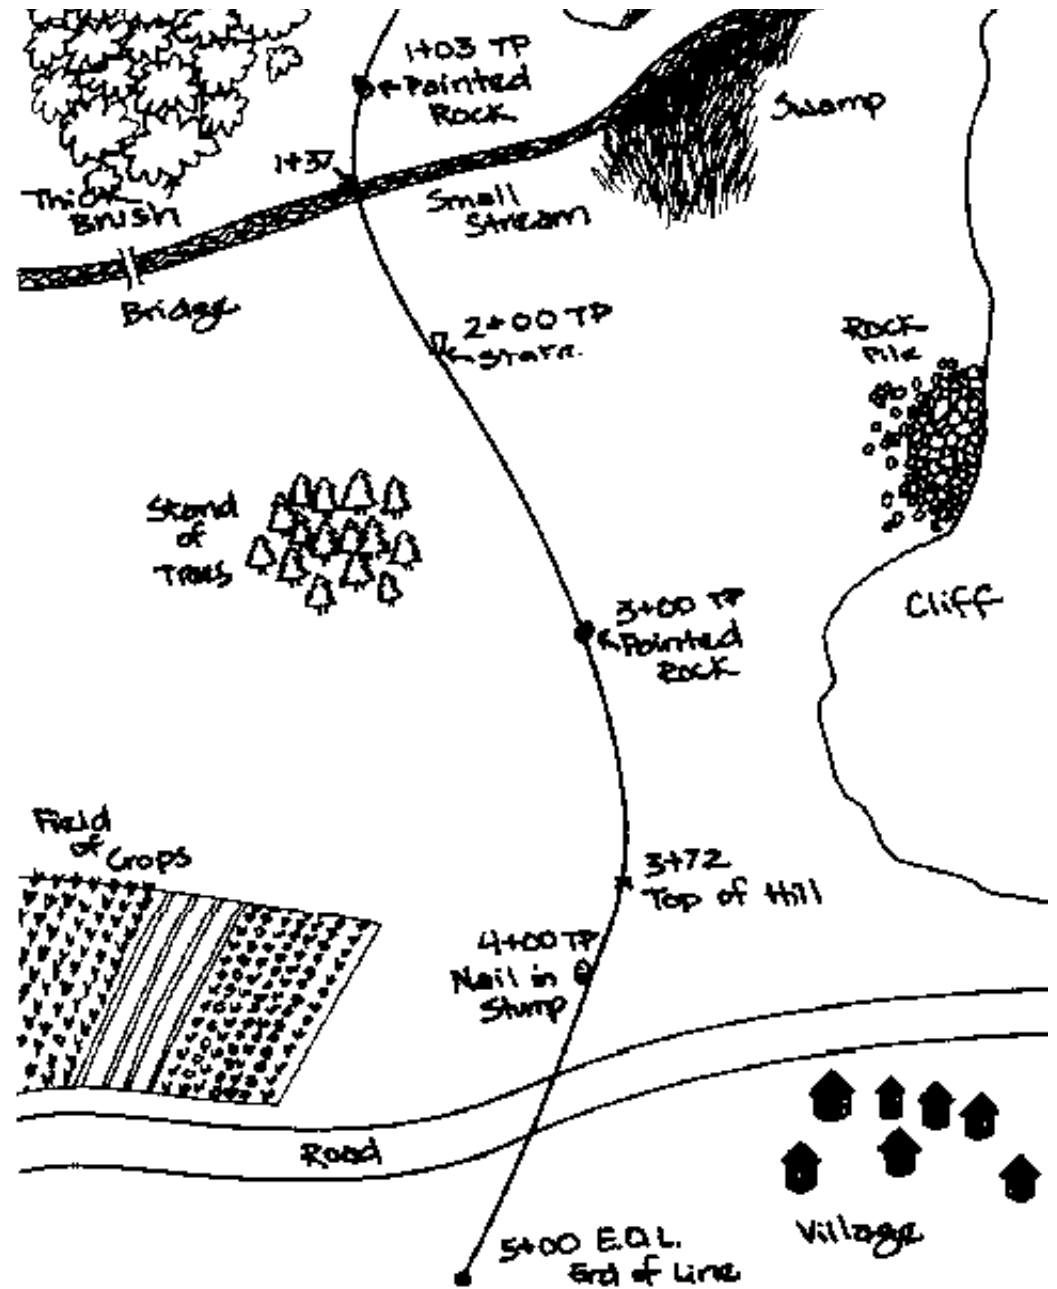 1+03 TP
Painted
Rock
Swamp
1+37
Thick
Brush
Small
Stream
Bridge
2+00 TP
Stake
Rock
Pile
Stand
of
Trees
3+00 TP
Painted
Rock
Cliff
Field
of
Crops
3+72
Top of Hill
4+00 TP
Nail in
Stump
Road
Village
5+00 E.O.L.
End of Line